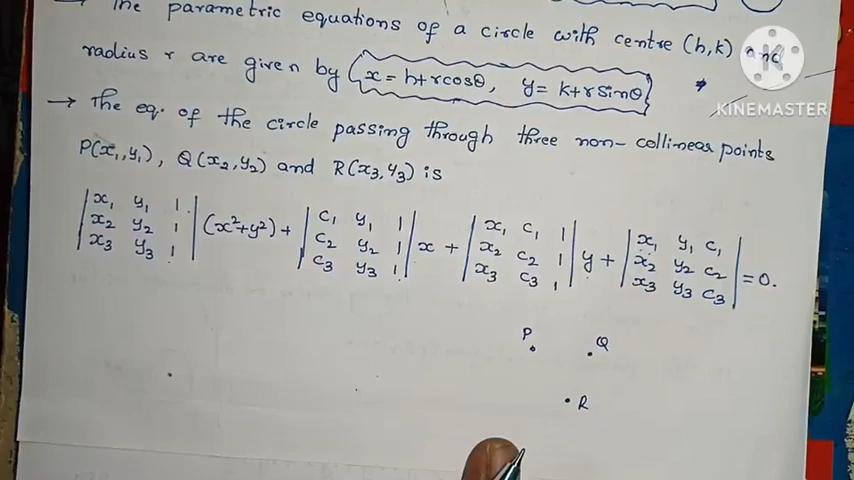 → The parametric equations of a circle with centre (h,k) and
radius r are given by (x = h+rcosθ, y = k+rsinθ)
→ The eq. of the circle passing through three non-collinear points
P(x₁,y₁), Q(x₂,y₂) and R(x₃,y₃) is
|x₁ y₁ 1| (x²+y²) + |c₁ y₁ 1| x + |x₁ c₁ 1| y + |x₁ y₁ c₁| = 0.
|x₂ y₂ 1| |c₂ y₂ 1| |x₂ c₂ 1| |x₂ y₂ c₂|
|x₃ y₃ 1| |c₃ y₃ 1| |x₃ c₃ 1| |x₃ y₃ c₃|
P
Q
R
K
KINEMASTER